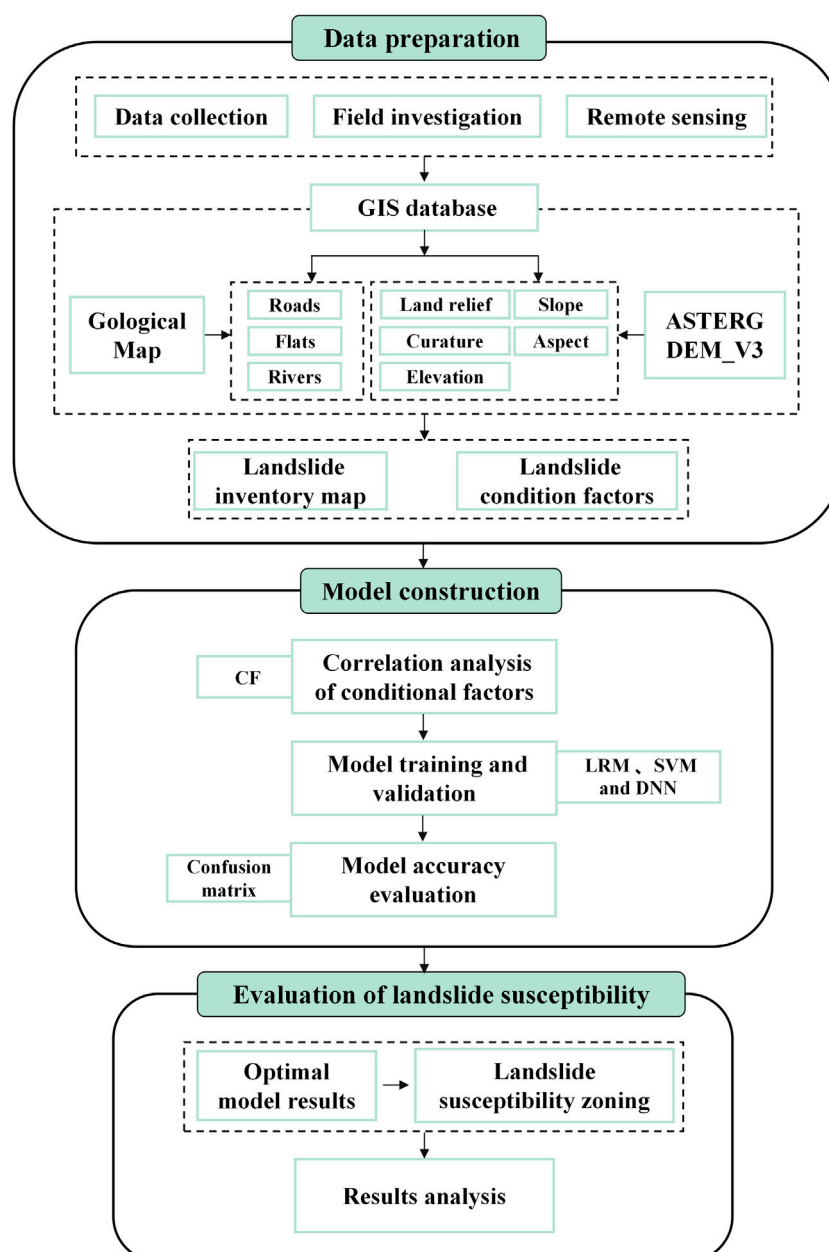 Data preparation
Data collection
Field investigation
Remote sensing
GIS database
Gological
Map
Roads
Flats
Rivers
Land relief
Slope
Curature
Aspect
Elevation
ASTERG
DEM_V3
Landslide
inventory map
Landslide
condition factors
Model construction
CF
Correlation analysis
of conditional factors
Model training and
validation
LRM 、SVM
and DNN
Confusion
matrix
Model accuracy
evaluation
Evaluation of landslide susceptibility
Optimal
model results
Landslide
susceptibility zoning
Results analysis